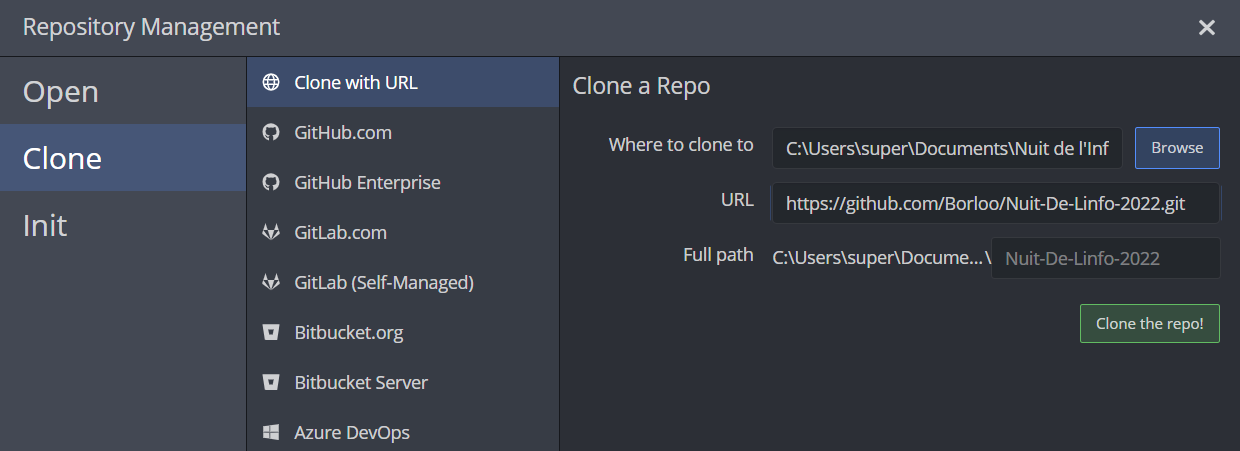 Repository Management
Open
Clone
Init
Clone with URL
GitHub.com
GitHub Enterprise
GitLab.com
GitLab (Self-Managed)
Bitbucket.org
Bitbucket Server
Azure DevOps
Clone a Repo
Where to clone to C:\Users\super\Documents\Nuit de l'Inf Browse
URL https://github.com/Borloo/Nuit-De-Linfo-2022.git
Full path C:\Users\super\Docume...\ Nuit-De-Linfo-2022
Clone the repo!